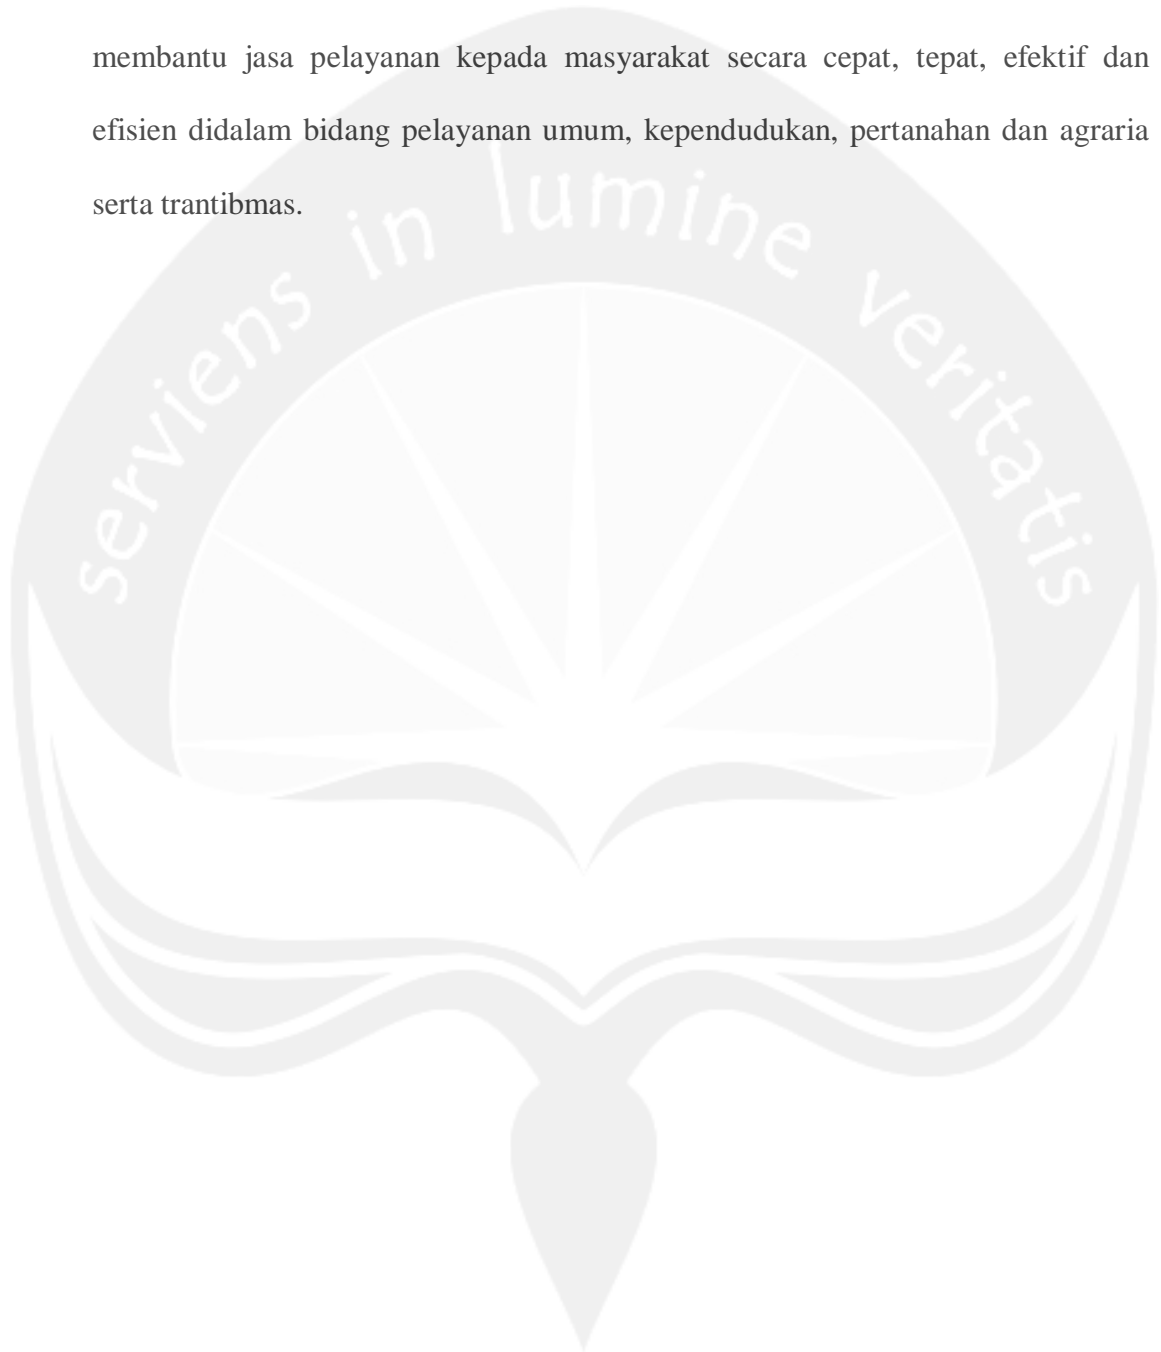 membantu jasa pelayanan kepada masyarakat secara cepat, tepat, efektif dan
efisien didalam bidang pelayanan umum, kependudukan, pertanahan dan agraria
serta trantibmas.
serviens in lumine veritatis